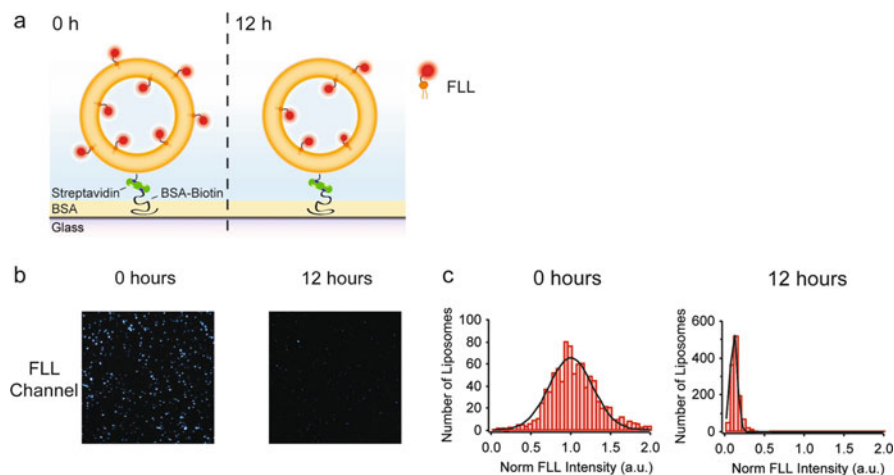 a
0 h
12 h
FLL
Streptavidin
BSA-Biotin
BSA
Glass
b
0 hours
12 hours
FLL
Channel
c
0 hours
12 hours
Number of Liposomes
100
80
60
40
20
0
0.0 0.5 1.0 1.5 2.0
Norm FLL Intensity (a.u.)
Number of Liposomes
600
400
200
0
0.0 0.5 1.0 1.5 2.0
Norm FLL Intensity (a.u.)